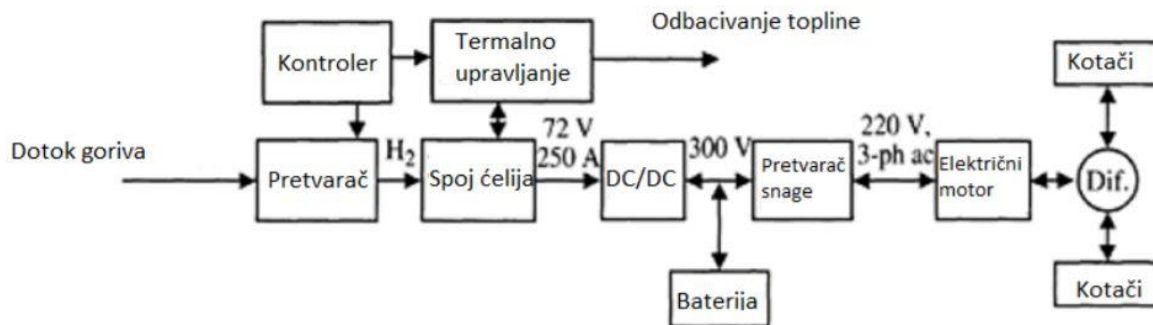 Odbacivanje topline
Kontroler
Termalno
upravljanje
Kotači
Dotok goriva
Pretvarač
H2
Spoj ćelija
72 V
250 A
DC/DC
300 V
Pretvarač
snage
220 V,
3-ph ac
Električni
motor
Dif.
Baterija
Kotači